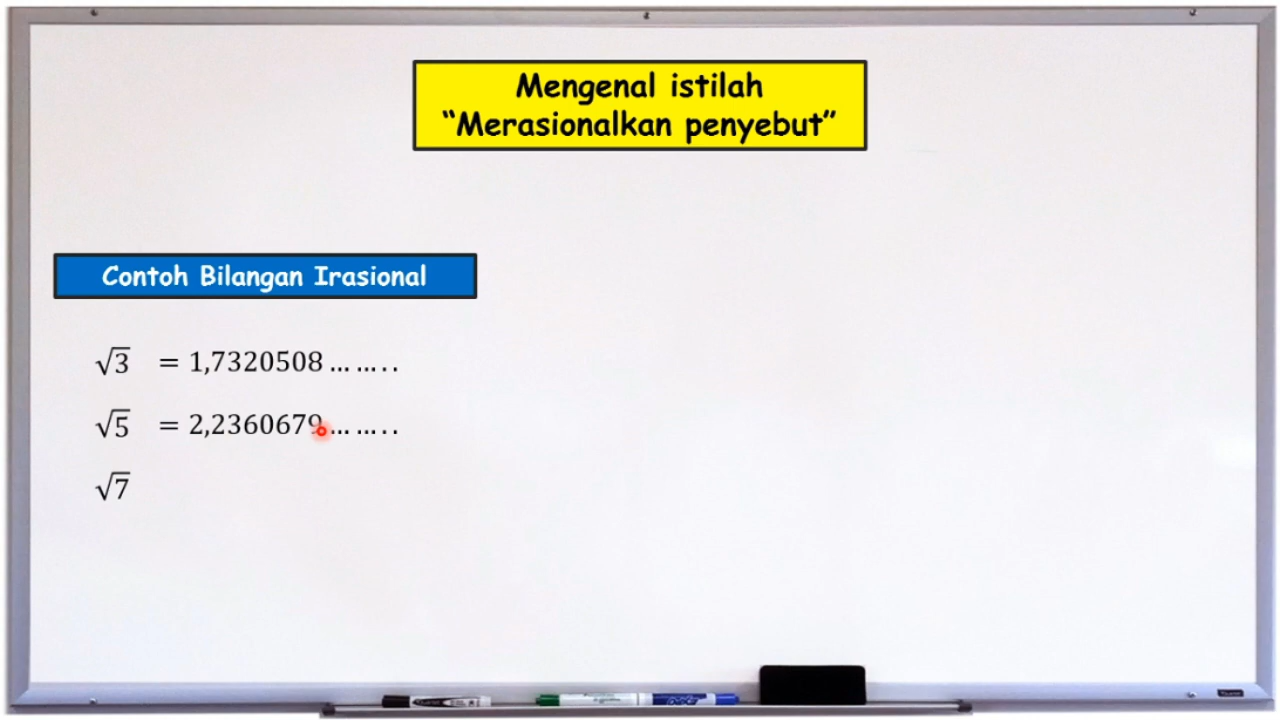 Mengenal istilah
“Merasionalkan penyebut”
Contoh Bilangan Irasional
√3 = 1,7320508 … … . .
√5 = 2,2360679 … … . .
√7